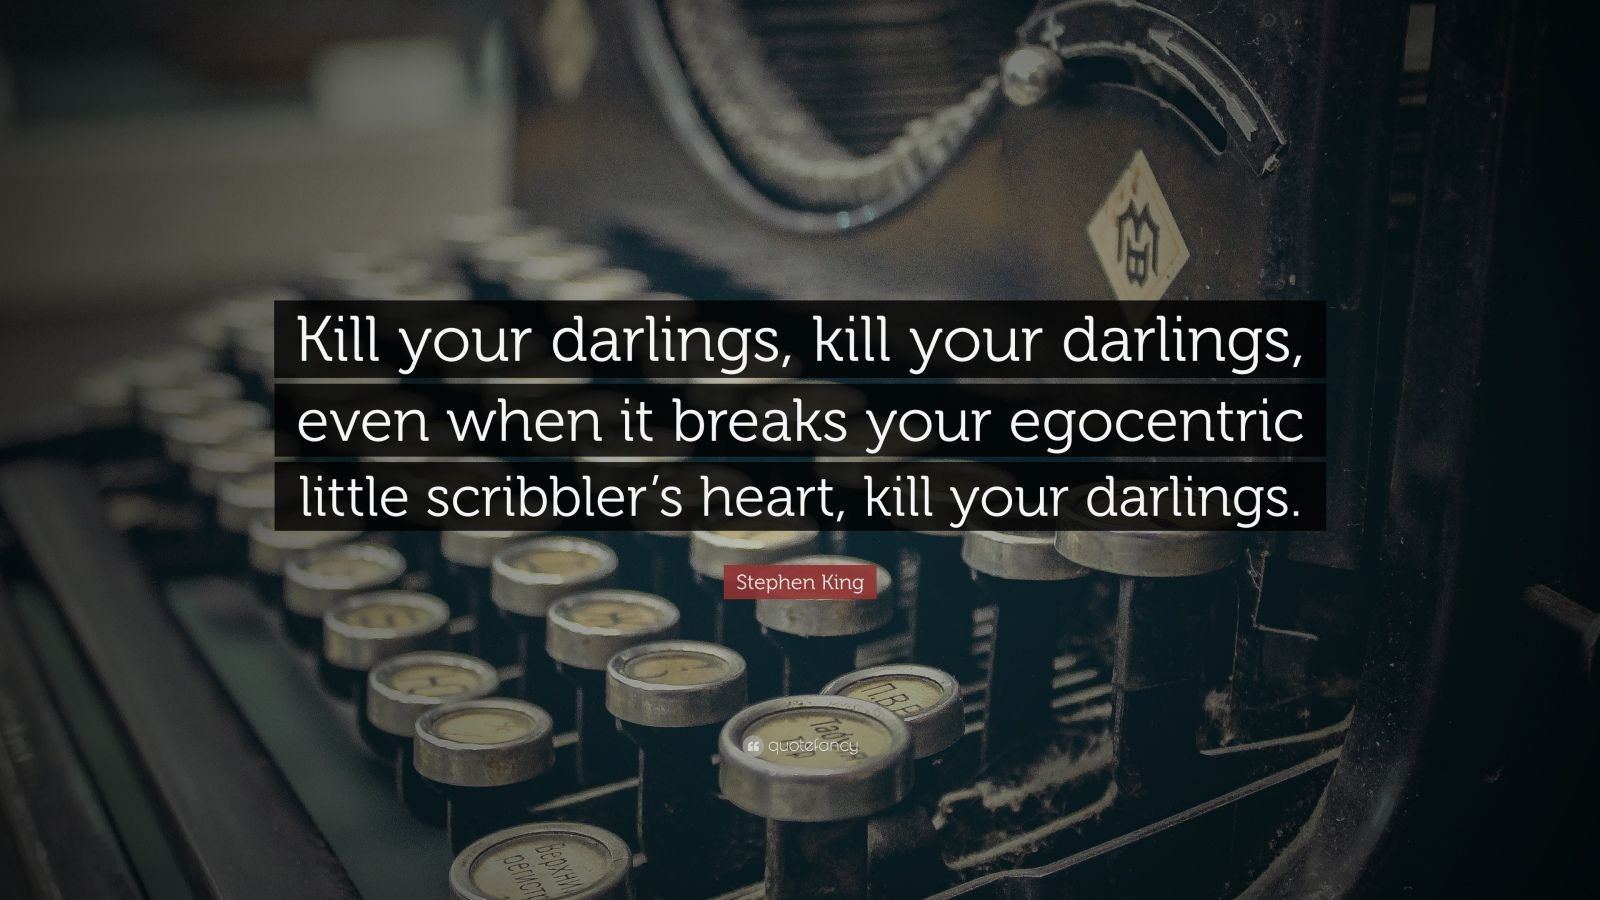 Kill your darlings, kill your darlings,
even when it breaks your egocentric
little scribbler’s heart, kill your darlings.
Stephen King
quotefancy
Верхний